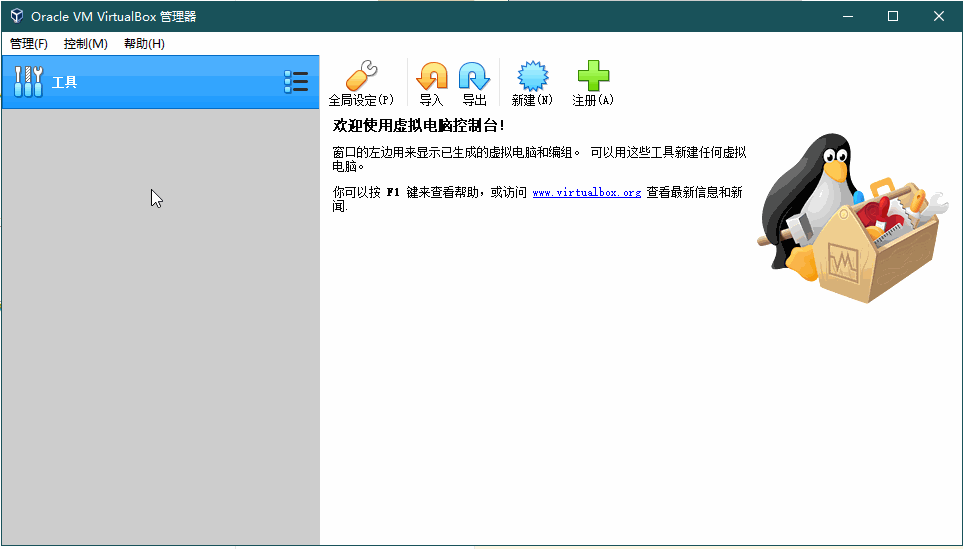 Oracle VM VirtualBox 管理器
管理(F) 控制(M) 帮助(H)
工具
全局设定(P) 导入 导出 新建(N) 注册(A)
欢迎使用虚拟电脑控制台!
窗口的左边用来显示已生成的虚拟电脑和编组。 可以用这些工具新建任何虚拟
电脑。
你可以按 F1 键来查看帮助，或访问 www.virtualbox.org 查看最新信息和新
闻.